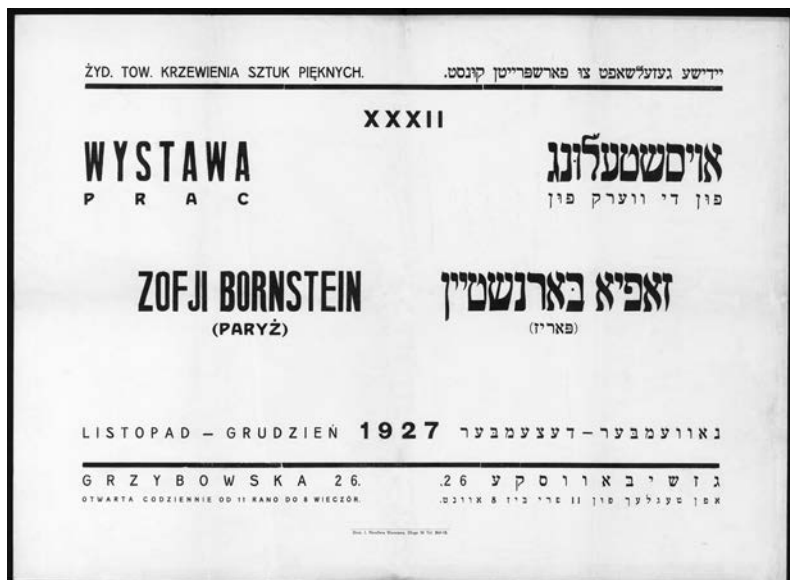 ŻYD. TOW. KRZEWIENIA SZTUK PIĘKNYCH.
יידישע געזעלשאפט צו פארשפרייטן קונסט.
XXXII
WYSTAWA
PRAC
אויסשטעלונג
פון די ווערק פון
ZOFJI BORNSTEIN
(PARYŻ)
זאפיא בארנשטיין
(פאריז)
LISTOPAD – GRUDZIEŃ 1927 נאוועמבער–דעצעמבער
GRZYBOWSKA 26.
OTWARTA CODZIENNIE OD 11 RANO DO 8 WIECZÓR.
גזשיבאווסקע 26.
אפן טעגלעך פון 11 פרי ביז 8 אוונט.